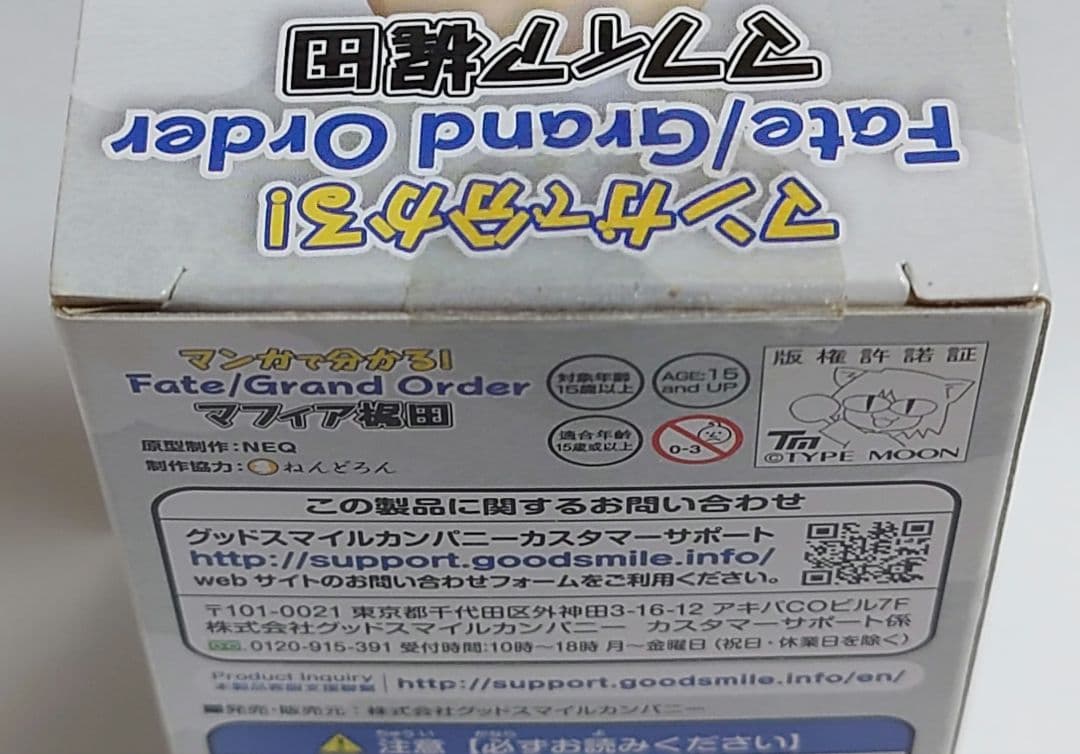 マフィア梶田
Fate/Grand Order
マンガで分かる!
マンガで分かる!
Fate/Grand Order
マフィア梶田
原型制作：NEQ
制作協力：ねんどろん
対象年齢
15歳以上
AGE:15
and UP
適合年齢
15歳或以上
0-3
版権許諾証
TM
©TYPE MOON
この製品に関するお問い合わせ
グッドスマイルカンパニーカスタマーサポート
http://support.goodsmile.info/
webサイトのお問い合わせフォームをご利用ください。
〒101-0021 東京都千代田区外神田3-16-12 アキバCOビル7F
株式会社グッドスマイルカンパニー カスタマーサポート係
0120-915-391 受付時間:10時～18時 月～金曜日（祝日・休業日を除く）
Product Inquiry
本製品客服支援聯繫
http://support.goodsmile.info/en/
■発売・販売元：株式会社グッドスマイルカンパニー
注意【必ずお読みください】